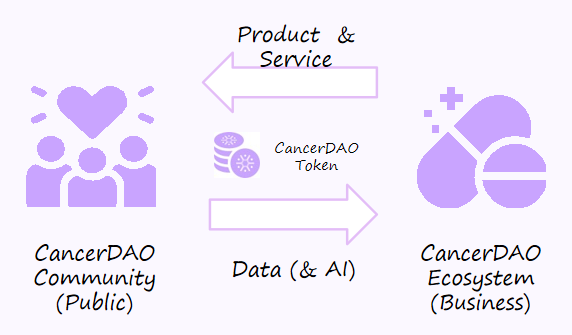 Product & Service
CancerDAO
Token
Data (& AI)
CancerDAO
Community
(Public)
CancerDAO
Ecosystem
(Business)